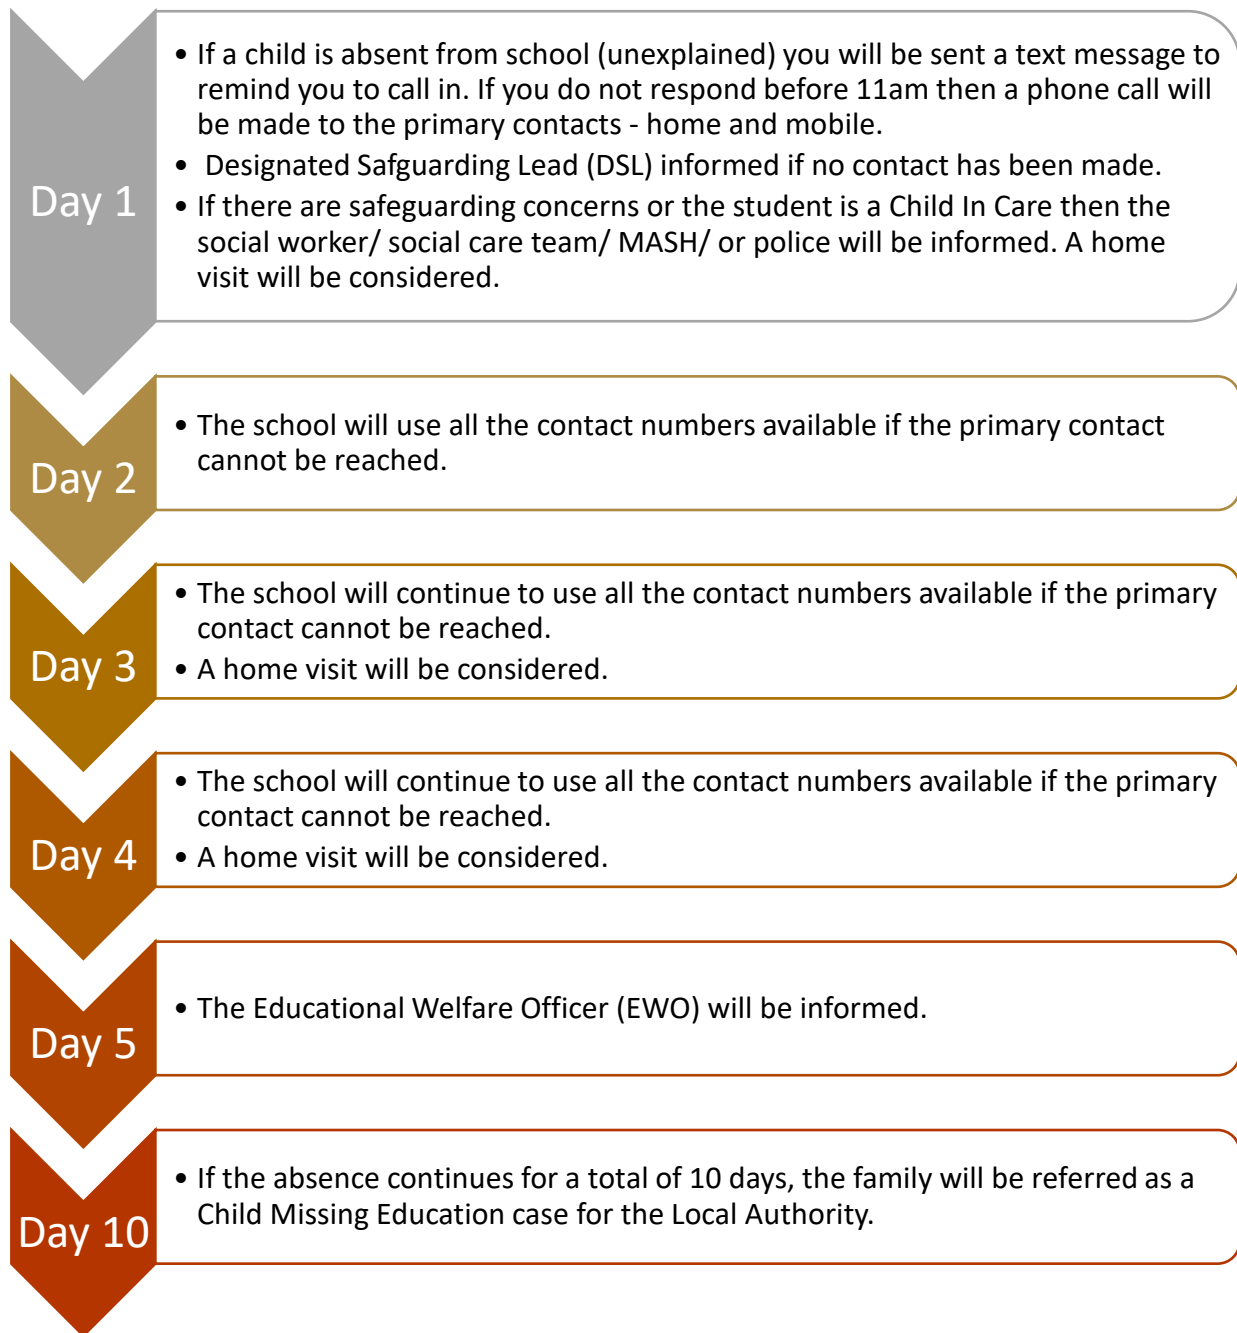 Day 1
• If a child is absent from school (unexplained) you will be sent a text message to
remind you to call in. If you do not respond before 11am then a phone call will
be made to the primary contacts - home and mobile.
• Designated Safguarding Lead (DSL) informed if no contact has been made.
• If there are safeguarding concerns or the student is a Child In Care then the
social worker/ social care team/ MASH/ or police will be informed. A home
visit will be considered.
Day 2
• The school will use all the contact numbers available if the primary contact
cannot be reached.
Day 3
• The school will continue to use all the contact numbers available if the primary
contact cannot be reached.
• A home visit will be considered.
Day 4
• The school will continue to use all the contact numbers available if the primary
contact cannot be reached.
• A home visit will be considered.
Day 5
• The Educational Welfare Officer (EWO) will be informed.
Day 10
• If the absence continues for a total of 10 days, the family will be referred as a
Child Missing Education case for the Local Authority.